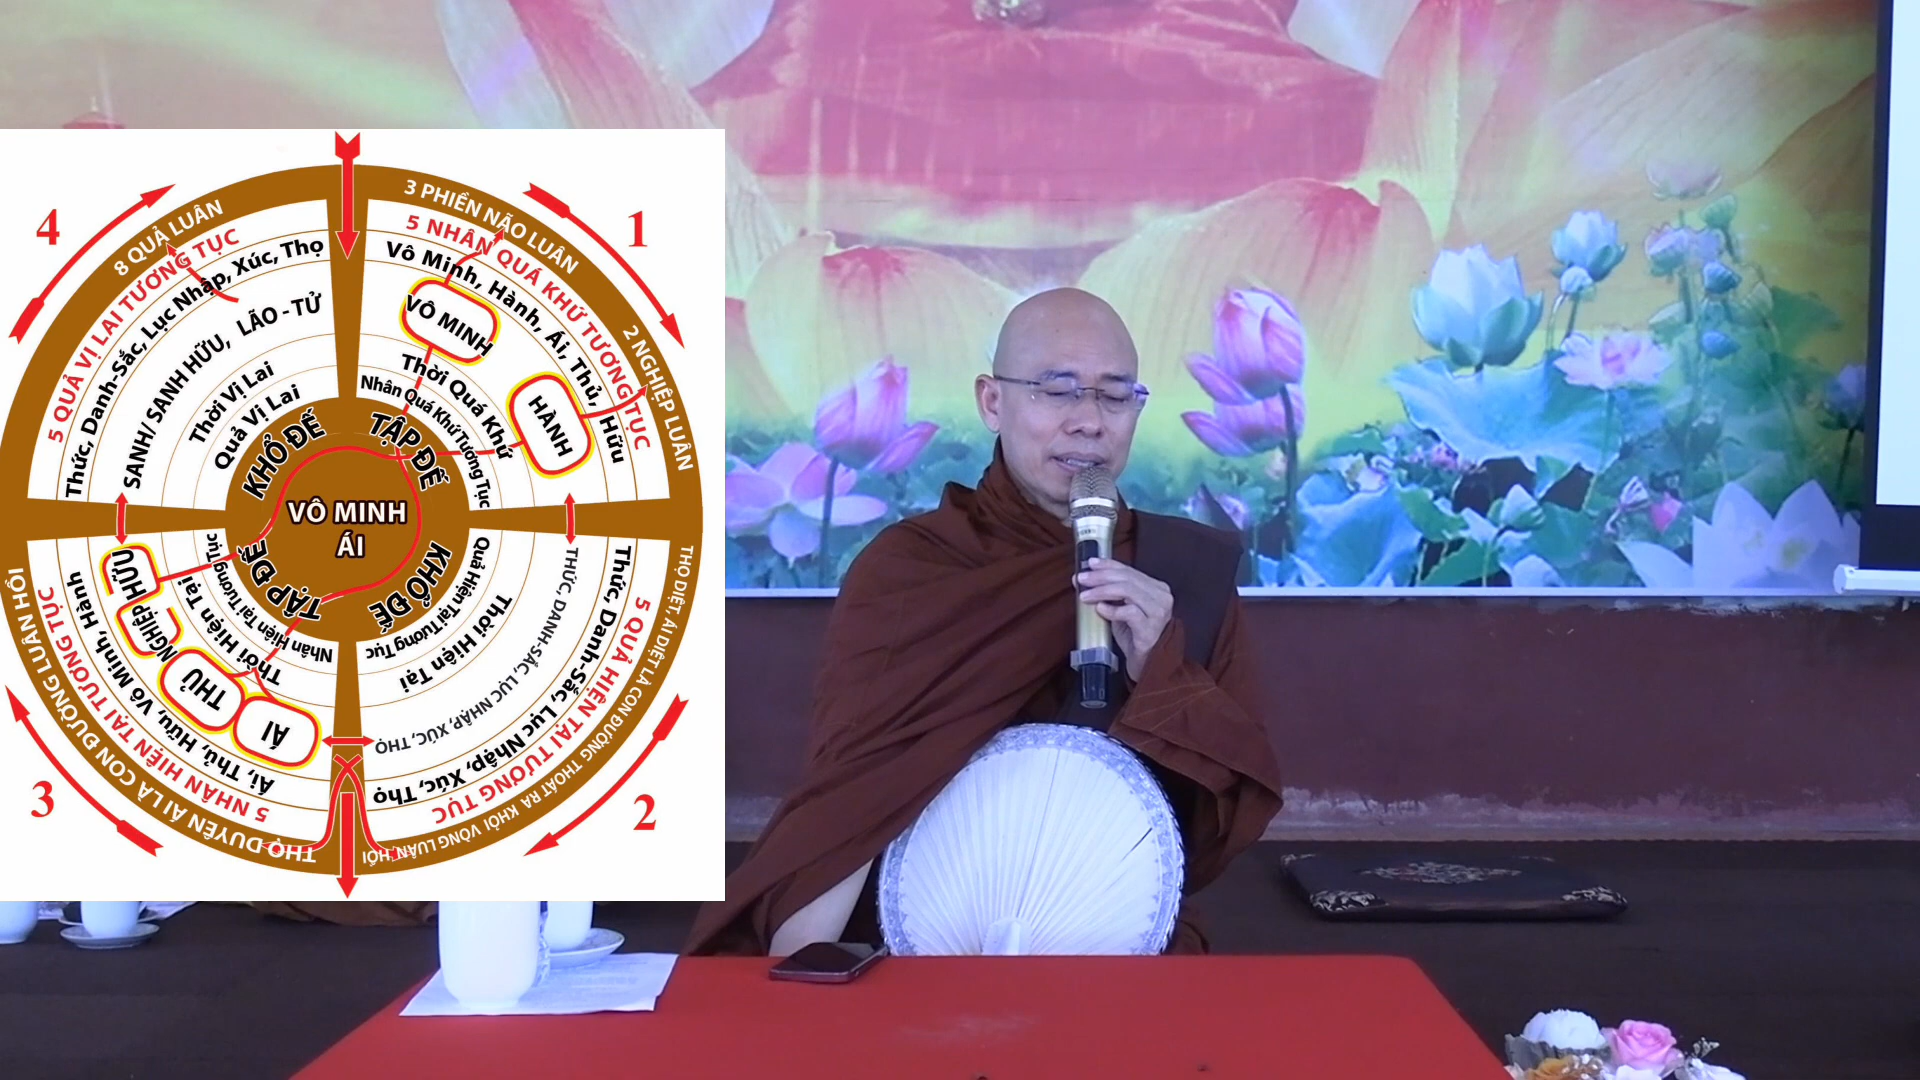 1
3 PHIỀN NÃO LUÂN
5 NHÂN QUÁ KHỨ TƯƠNG TỤC
Vô Minh, Hành, Ái, Thủ, Hữu
VÔ MINH
HÀNH
2 NGHIỆP LUÂN
Thời Quá Khứ
Nhân Quá Khứ Tương Tục
TẬP ĐẾ
2
THỌ DIỆT, ÁI DIỆT LÀ CON ĐƯỜNG THOÁT RA KHỎI VÒNG LUÂN HỒI
5 QUẢ HIỆN TẠI TƯƠNG TỤC
Thức, Danh-Sắc, Lục Nhập, Xúc, Thọ
THỨC, DANH-SẮC, LỤC NHẬP, XÚC, THỌ
Thời Hiện Tại
Quả Hiện Tại Tương Tục
KHỔ ĐẾ
3
THỌ DUYÊN ÁI LÀ CON ĐƯỜNG LUÂN HỒI
5 NHÂN HIỆN TẠI TƯƠNG TỤC
Ái, Thủ, Hữu, Vô Minh, Hành
ÁI
THỦ
NGHIỆP HỮU
Thời Hiện Tại
Nhân Hiện Tại Tương Tục
TẬP ĐẾ
4
8 QUẢ LUÂN
5 QUẢ VỊ LAI TƯƠNG TỤC
Thức, Danh-Sắc, Lục Nhập, Xúc, Thọ
SANH/ SANH HỮU, LÃO - TỬ
Thời Vị Lai
Quả Vị Lai
KHỔ ĐẾ
VÔ MINH
ÁI